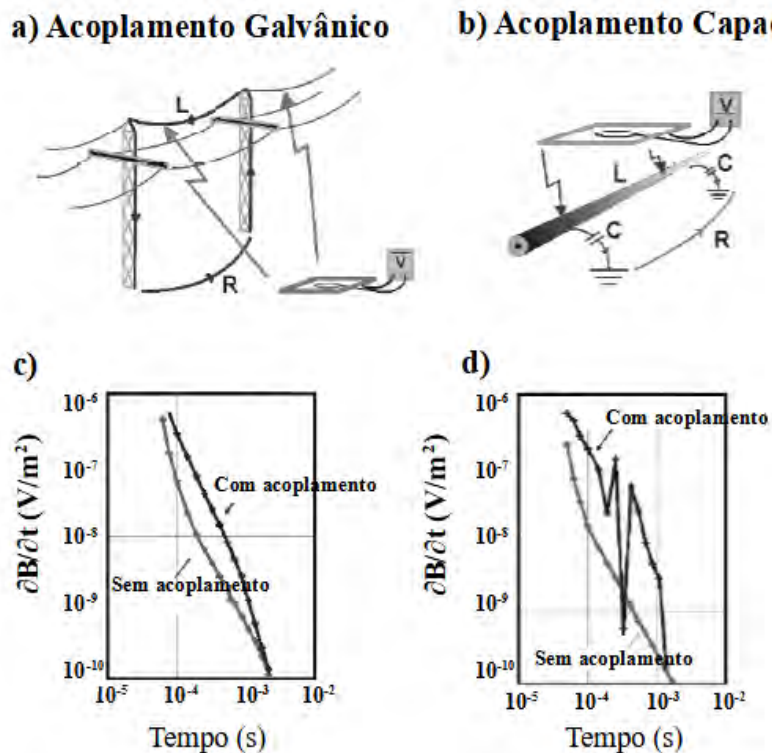 a) Acoplamento Galvânico
b) Acoplamento Capac
L
R
V
V
L
C
C
R
c)
∂B/∂t (V/m²)
10⁻⁶
10⁻⁷
10⁻⁸
10⁻⁹
10⁻¹⁰
Com acoplamento
Sem acoplamento
10⁻⁵
10⁻⁴
10⁻³
10⁻²
Tempo (s)
d)
∂B/∂t (V/m²)
10⁻⁶
10⁻⁷
10⁻⁸
10⁻⁹
10⁻¹⁰
Com acoplamento
Sem acoplamento
10⁻⁵
10⁻⁴
10⁻³
10⁻²
Tempo (s)